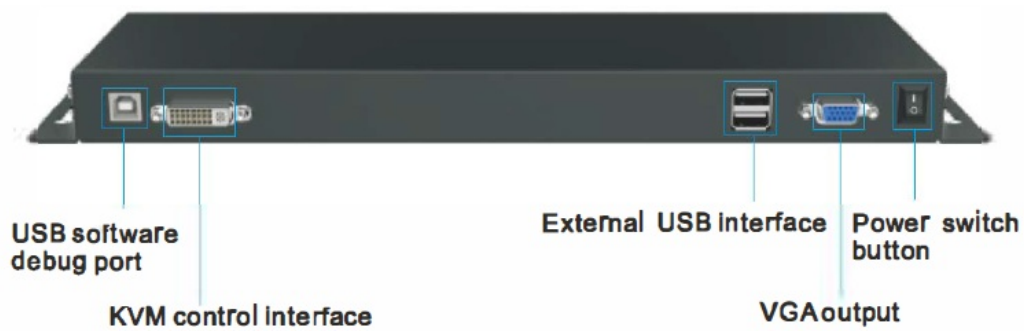 USB software
debug port
KVM control interface
External USB interface
VGA output
Power switch
button
I
O